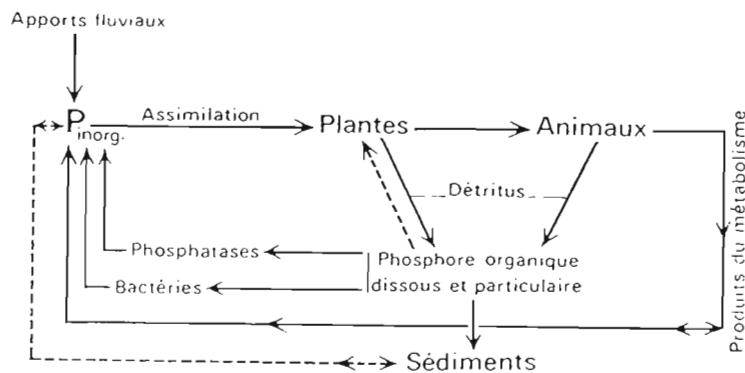 Apports fluviaux
Assimilation
P inorg.
Plantes
Animaux
Détritus
Produits du métabolisme
Phosphatases
Phosphore organique
dissous et particulaire
Bactéries
Sédiments